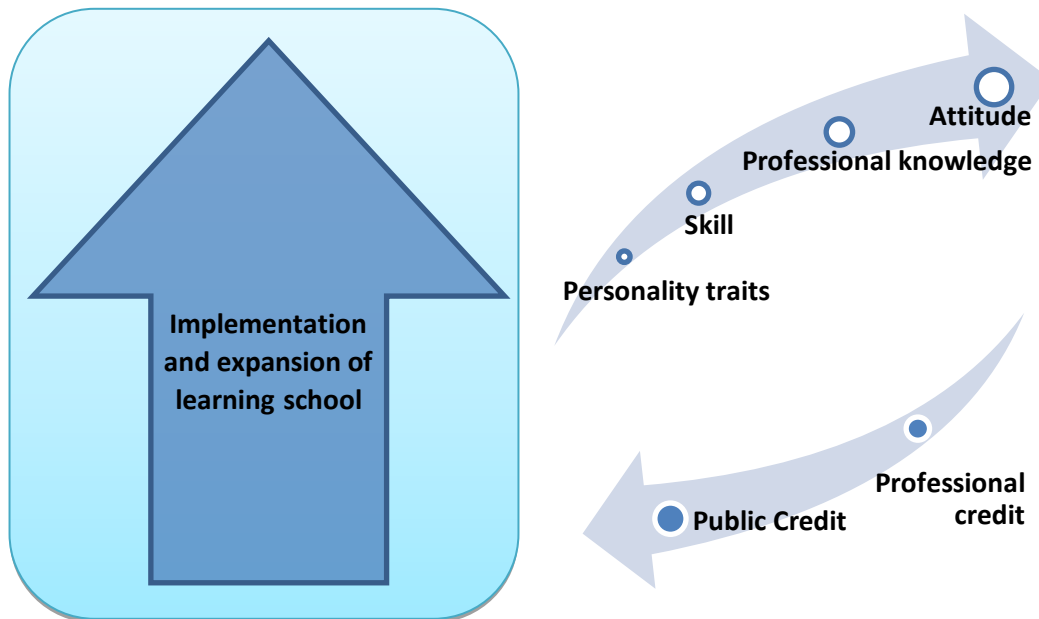 Implementation
and expansion of
learning school
Attitude
Professional knowledge
Skill
Personality traits
Professional
credit
Public Credit